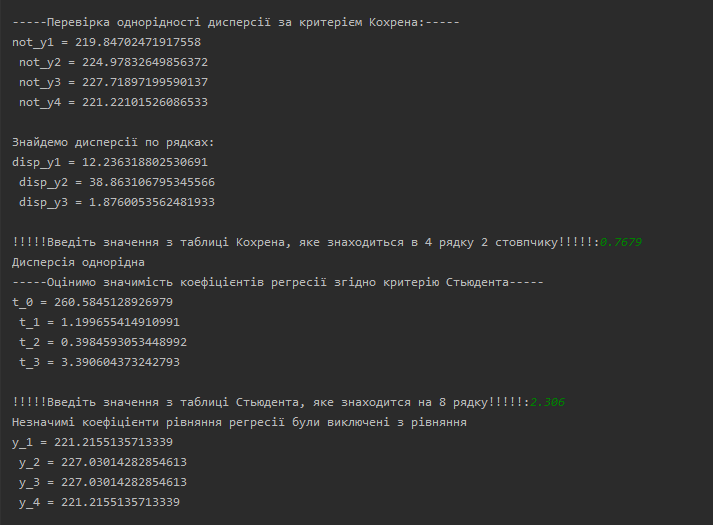 -----Перевірка однорідності дисперсії за критерієм Кохрена:-----
not_y1 = 219.84702471917558
not_y2 = 224.97832649856372
not_y3 = 227.71897199590137
not_y4 = 221.22101526086533
Знайдемо дисперсії по рядках:
disp_y1 = 12.236318802530691
disp_y2 = 38.863106795345566
disp_y3 = 1.8760053562481933
!!!!!Введіть значення з таблиці Кохрена, яке знаходиться в 4 рядку 2 стовпчику!!!!!:0.7679
Дисперсія однорідна
-----Оцінимо значимість коефіцієнтів регресії згідно критерію Стьюдента-----
t_0 = 260.5845128926979
t_1 = 1.199655414910991
t_2 = 0.3984593053448992
t_3 = 3.390604373242793
!!!!!Введіть значення з таблиці Стьюдента, яке знаходится на 8 рядку!!!!!:2.306
Незначимі коефіцієнти рівняння регресії були виключені з рівняння
y_1 = 221.2155135713339
y_2 = 227.03014282854613
y_3 = 227.03014282854613
y_4 = 221.2155135713339